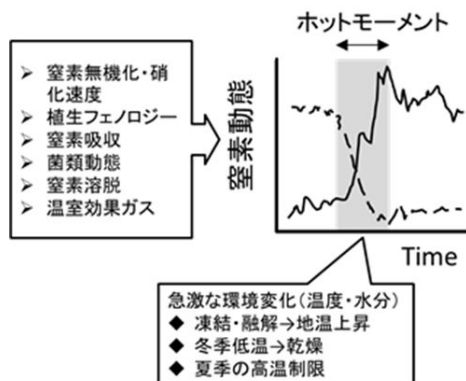 ホットモーメント
➢ 窒素無機化・硝
化速度
➢ 植生フェノロジー
➢ 窒素吸収
➢ 菌類動態
➢ 窒素溶脱
➢ 温室効果ガス
窒素動態
Time
急激な環境変化(温度・水分)
◆ 凍結・融解→地温上昇
◆ 冬季低温→乾燥
◆ 夏季の高温制限